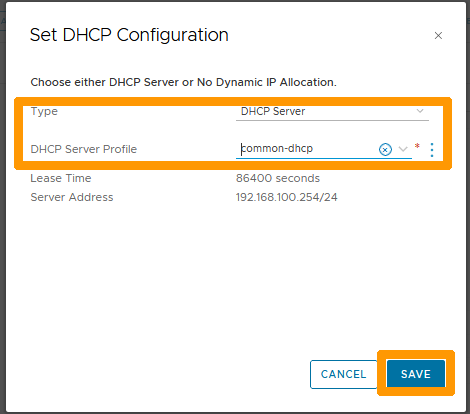 Set DHCP Configuration
Choose either DHCP Server or No Dynamic IP Allocation.
Type DHCP Server
DHCP Server Profile common-dhcp *
Lease Time 86400 seconds
Server Address 192.168.100.254/24
CANCEL SAVE